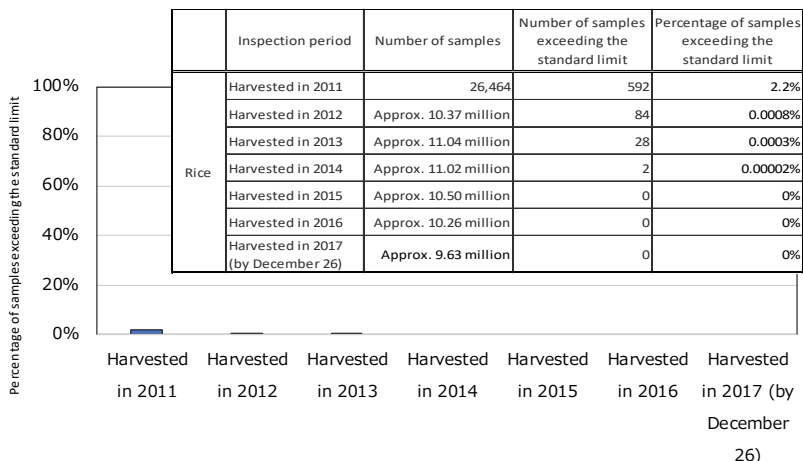 Inspection period
Number of samples
Number of samples
exceeding the
standard limit
Percentage of samples
exceeding the
standard limit
Rice
Harvested in 2011 26,464 592 2.2%
Harvested in 2012 Approx. 10.37 million 84 0.0008%
Harvested in 2013 Approx. 11.04 million 28 0.0003%
Harvested in 2014 Approx. 11.02 million 2 0.00002%
Harvested in 2015 Approx. 10.50 million 0 0%
Harvested in 2016 Approx. 10.26 million 0 0%
Harvested in 2017
(by December 26) Approx. 9.63 million 0 0%
Percentage of samples exceeding the standard limit
100%
80%
60%
40%
20%
0%
Harvested
in 2011
Harvested
in 2012
Harvested
in 2013
Harvested
in 2014
Harvested
in 2015
Harvested
in 2016
Harvested
in 2017 (by
December
26)